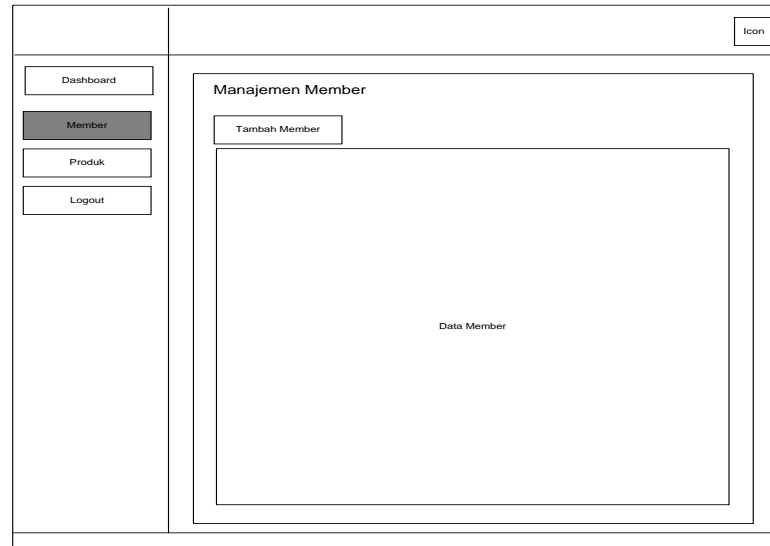 Icon
Dashboard
Member
Produk
Logout
Manajemen Member
Tambah Member
Data Member